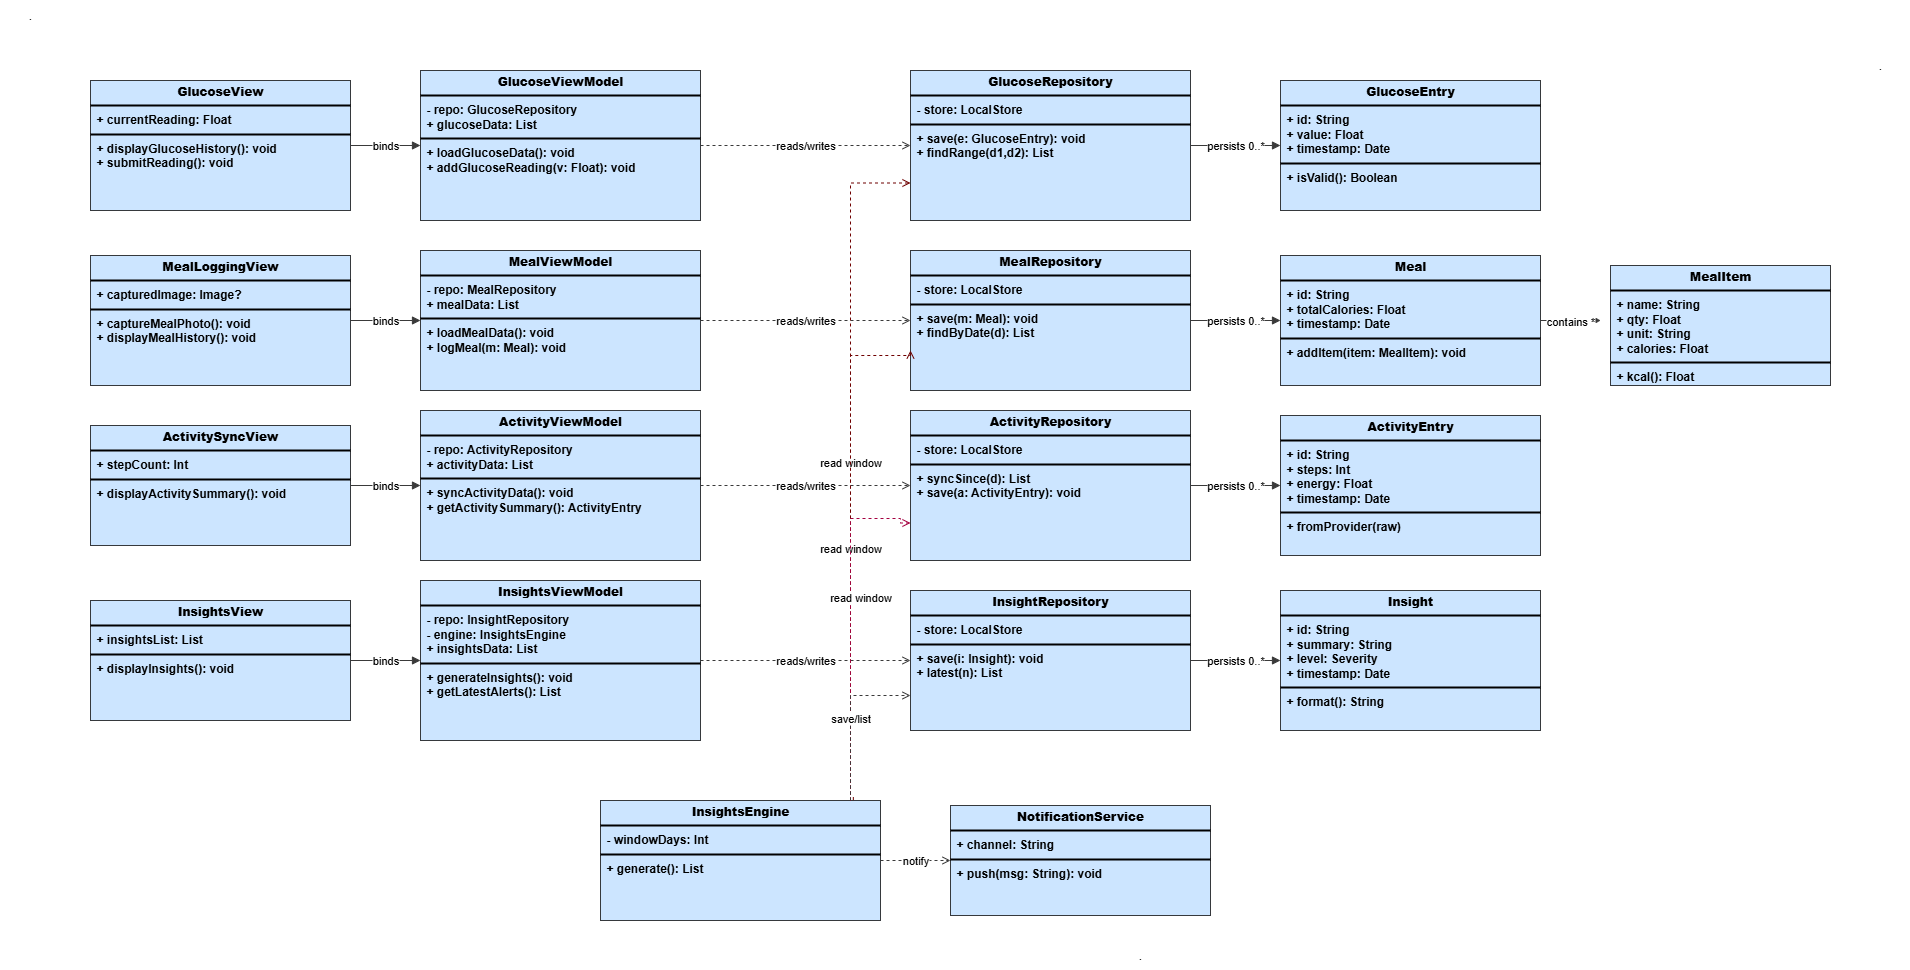 GlucoseView
+ currentReading: Float
+ displayGlucoseHistory(): void
+ submitReading(): void
binds
GlucoseViewModel
- repo: GlucoseRepository
+ glucoseData: List
+ loadGlucoseData(): void
+ addGlucoseReading(v: Float): void
reads/writes
GlucoseRepository
- store: LocalStore
+ save(e: GlucoseEntry): void
+ findRange(d1,d2): List
persists 0..*
GlucoseEntry
+ id: String
+ value: Float
+ timestamp: Date
+ isValid(): Boolean
MealLoggingView
+ capturedImage: Image?
+ captureMealPhoto(): void
+ displayMealHistory(): void
binds
MealViewModel
- repo: MealRepository
+ mealData: List
+ loadMealData(): void
+ logMeal(m: Meal): void
reads/writes
MealRepository
- store: LocalStore
+ save(m: Meal): void
+ findByDate(d): List
persists 0..*
Meal
+ id: String
+ totalCalories: Float
+ timestamp: Date
+ addItem(item: MealItem): void
contains *
MealItem
+ name: String
+ qty: Float
+ unit: String
+ calories: Float
+ kcal(): Float
ActivitySyncView
+ stepCount: Int
+ displayActivitySummary(): void
binds
ActivityViewModel
- repo: ActivityRepository
+ activityData: List
+ syncActivityData(): void
+ getActivitySummary(): ActivityEntry
read window
reads/writes
read window
ActivityRepository
- store: LocalStore
+ syncSince(d): List
+ save(a: ActivityEntry): void
persists 0..*
ActivityEntry
+ id: String
+ steps: Int
+ energy: Float
+ timestamp: Date
+ fromProvider(raw)
InsightsView
+ insightsList: List
+ displayInsights(): void
binds
InsightsViewModel
- repo: InsightRepository
- engine: InsightsEngine
+ insightsData: List
+ generateInsights(): void
+ getLatestAlerts(): List
read window
reads/writes
save/list
InsightRepository
- store: LocalStore
+ save(i: Insight): void
+ latest(n): List
persists 0..*
Insight
+ id: String
+ summary: String
+ level: Severity
+ timestamp: Date
+ format(): String
InsightsEngine
- windowDays: Int
+ generate(): List
notify
NotificationService
+ channel: String
+ push(msg: String): void